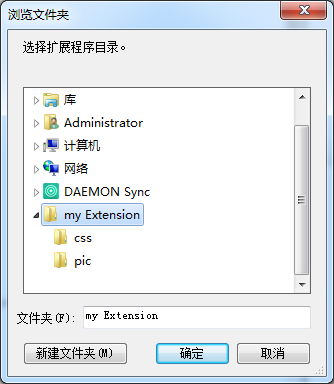 浏览文件夹
选择扩展程序目录。
库
Administrator
计算机
网络
DAEMON Sync
my Extension
css
pic
文件夹(F): my Extension
新建文件夹(M) 确定 取消